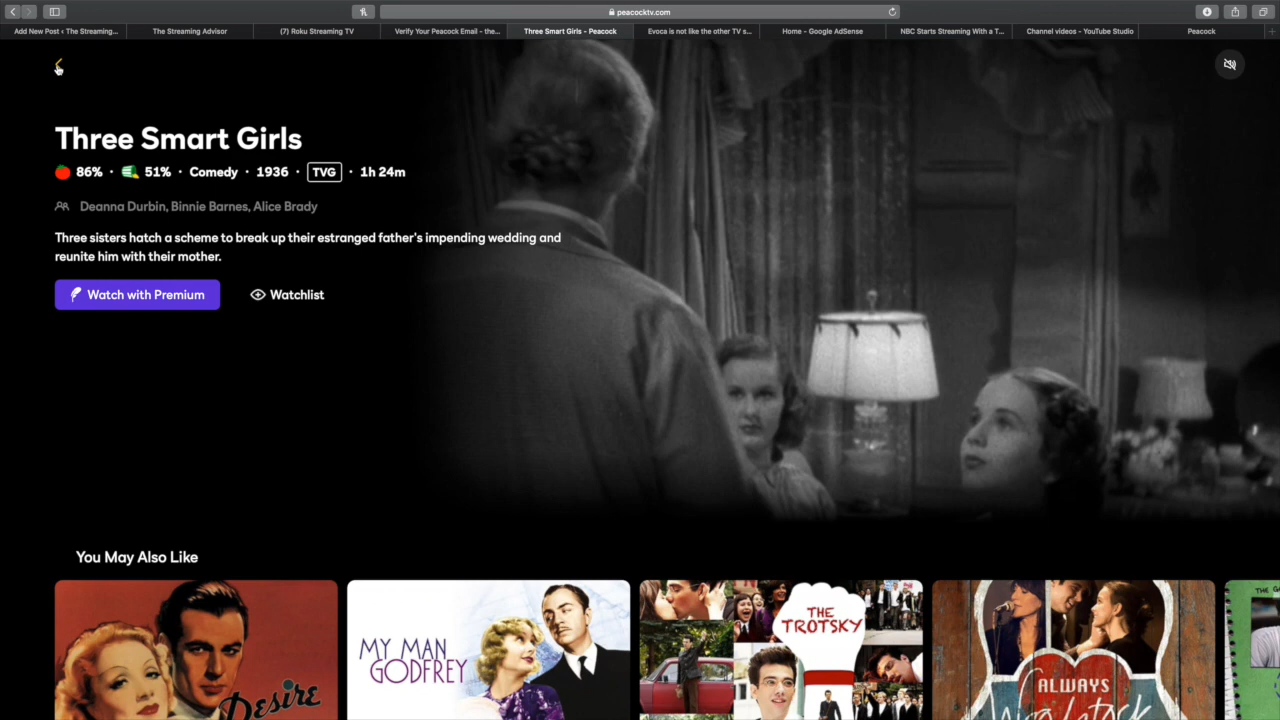 peacocktv.com
Add New Post ‹ The Streaming...
The Streaming Advisor
(7) Roku Streaming TV
Verify Your Peacock Email - the...
Three Smart Girls - Peacock
Evoca is not like the other TV s...
Home - Google AdSense
NBC Starts Streaming With a T...
Channel videos - YouTube Studio
Peacock
Three Smart Girls
86% · 51% · Comedy · 1936 · TVG · 1h 24m
Deanna Durbin, Binnie Barnes, Alice Brady
Three sisters hatch a scheme to break up their estranged father's impending wedding and
reunite him with their mother.
Watch with Premium
Watchlist
You May Also Like
Desire
MY MAN
GODFREY
THE
TROTSKY
ALWAYS
Woodstock